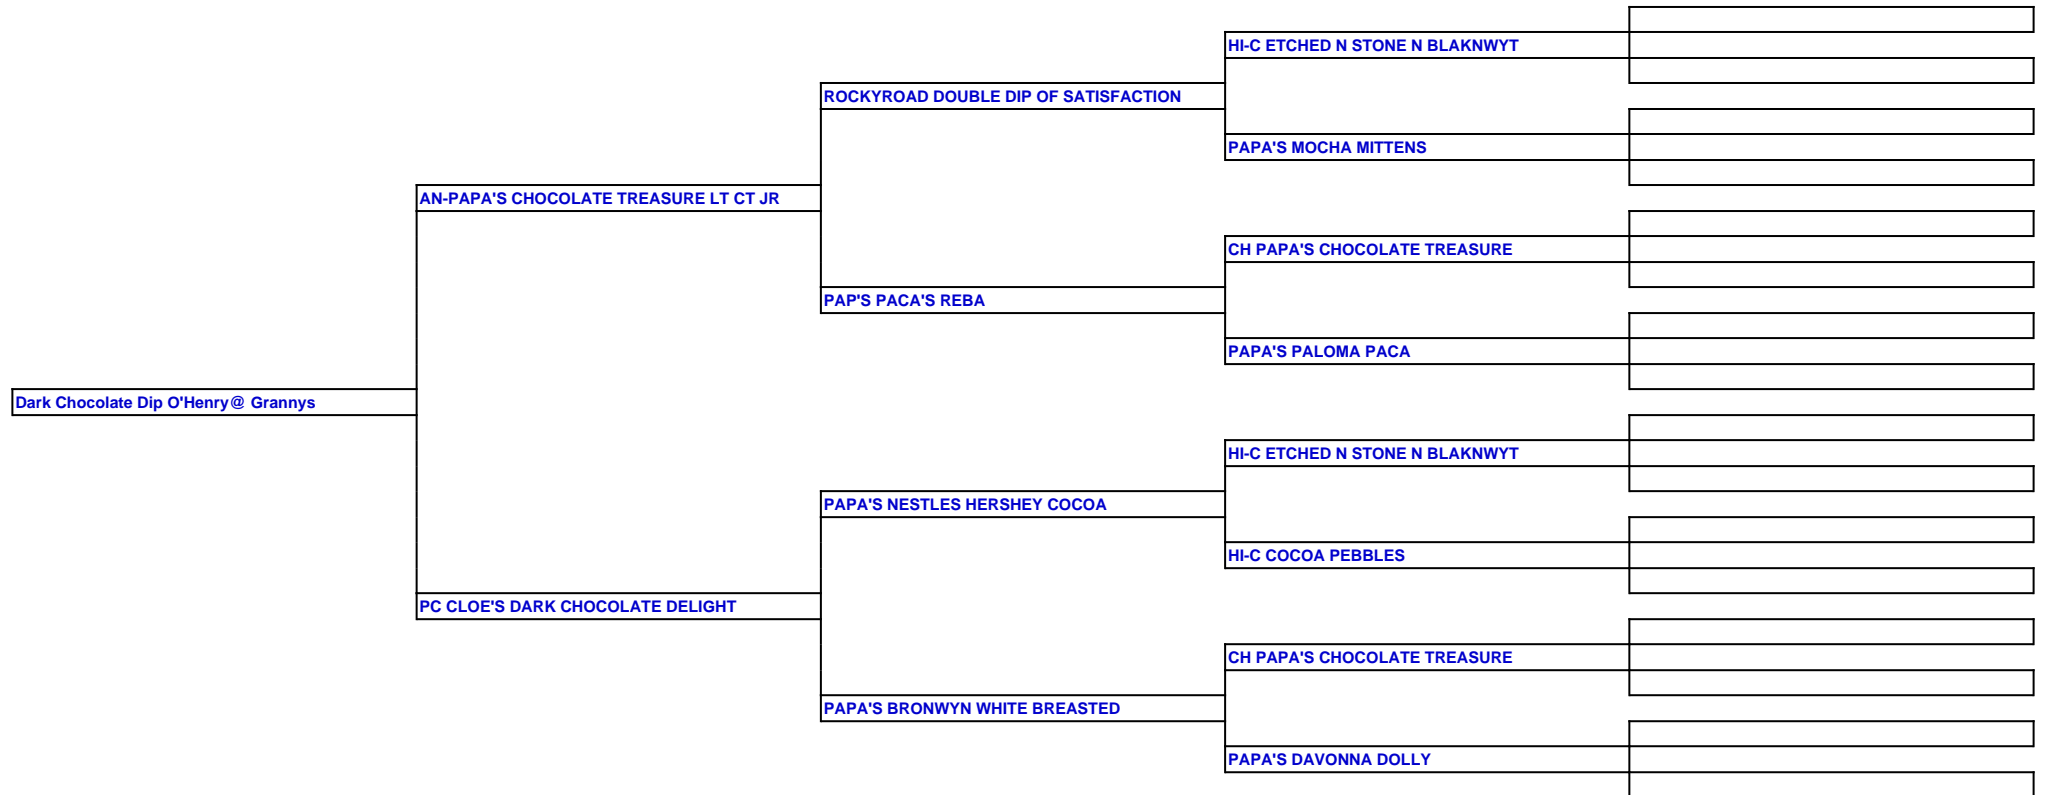 HI-C ETCHED N STONE N BLAKNWYT
ROCKYROAD DOUBLE DIP OF SATISFACTION
PAPA'S MOCHA MITTENS
AN-PAPA'S CHOCOLATE TREASURE LT CT JR
CH PAPA'S CHOCOLATE TREASURE
PAP'S PACA'S REBA
PAPA'S PALOMA PACA
Dark Chocolate Dip O'Henry@ Grannys
HI-C ETCHED N STONE N BLAKNWYT
PAPA'S NESTLES HERSHEY COCOA
HI-C COCOA PEBBLES
PC CLOE'S DARK CHOCOLATE DELIGHT
CH PAPA'S CHOCOLATE TREASURE
PAPA'S BRONWYN WHITE BREASTED
PAPA'S DAVONNA DOLLY